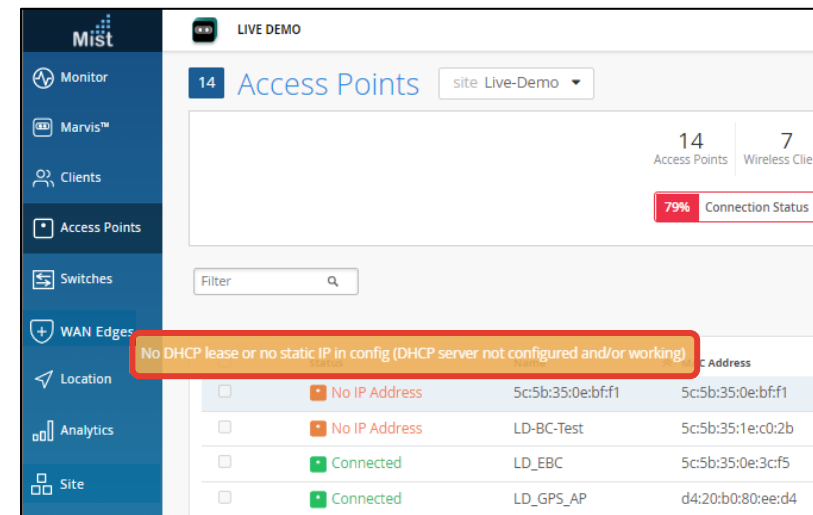 Mist
LIVE DEMO
Monitor
Marvis™
Clients
Access Points
Switches
WAN Edges
Location
Analytics
Site
14 Access Points site Live-Demo
14 7
Access Points Wireless Clie
79% Connection Status
Filter
No DHCP lease or no static IP in config (DHCP server not configured and/or working)
Status Name MAC Address
No IP Address 5c:5b:35:0e:bf:f1 5c:5b:35:0e:bf:f1
No IP Address LD-BC-Test 5c:5b:35:1e:c0:2b
Connected LD_EBC 5c:5b:35:0e:3c:f5
Connected LD_GPS_AP d4:20:b0:80:ee:d4